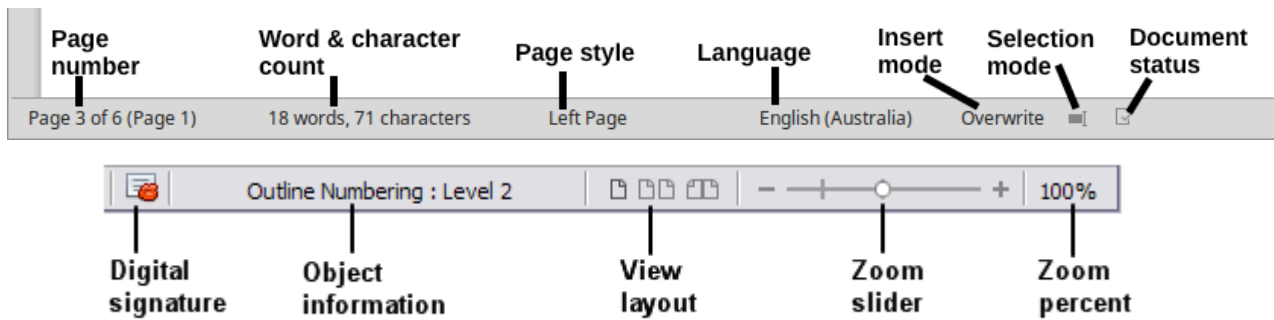 Page number
Word & character count
Page style
Language
Insert mode
Selection mode
Document status
Page 3 of 6 (Page 1)
18 words, 71 characters
Left Page
English (Australia)
Overwrite
Outline Numbering : Level 2
100%
Digital signature
Object information
View layout
Zoom slider
Zoom percent